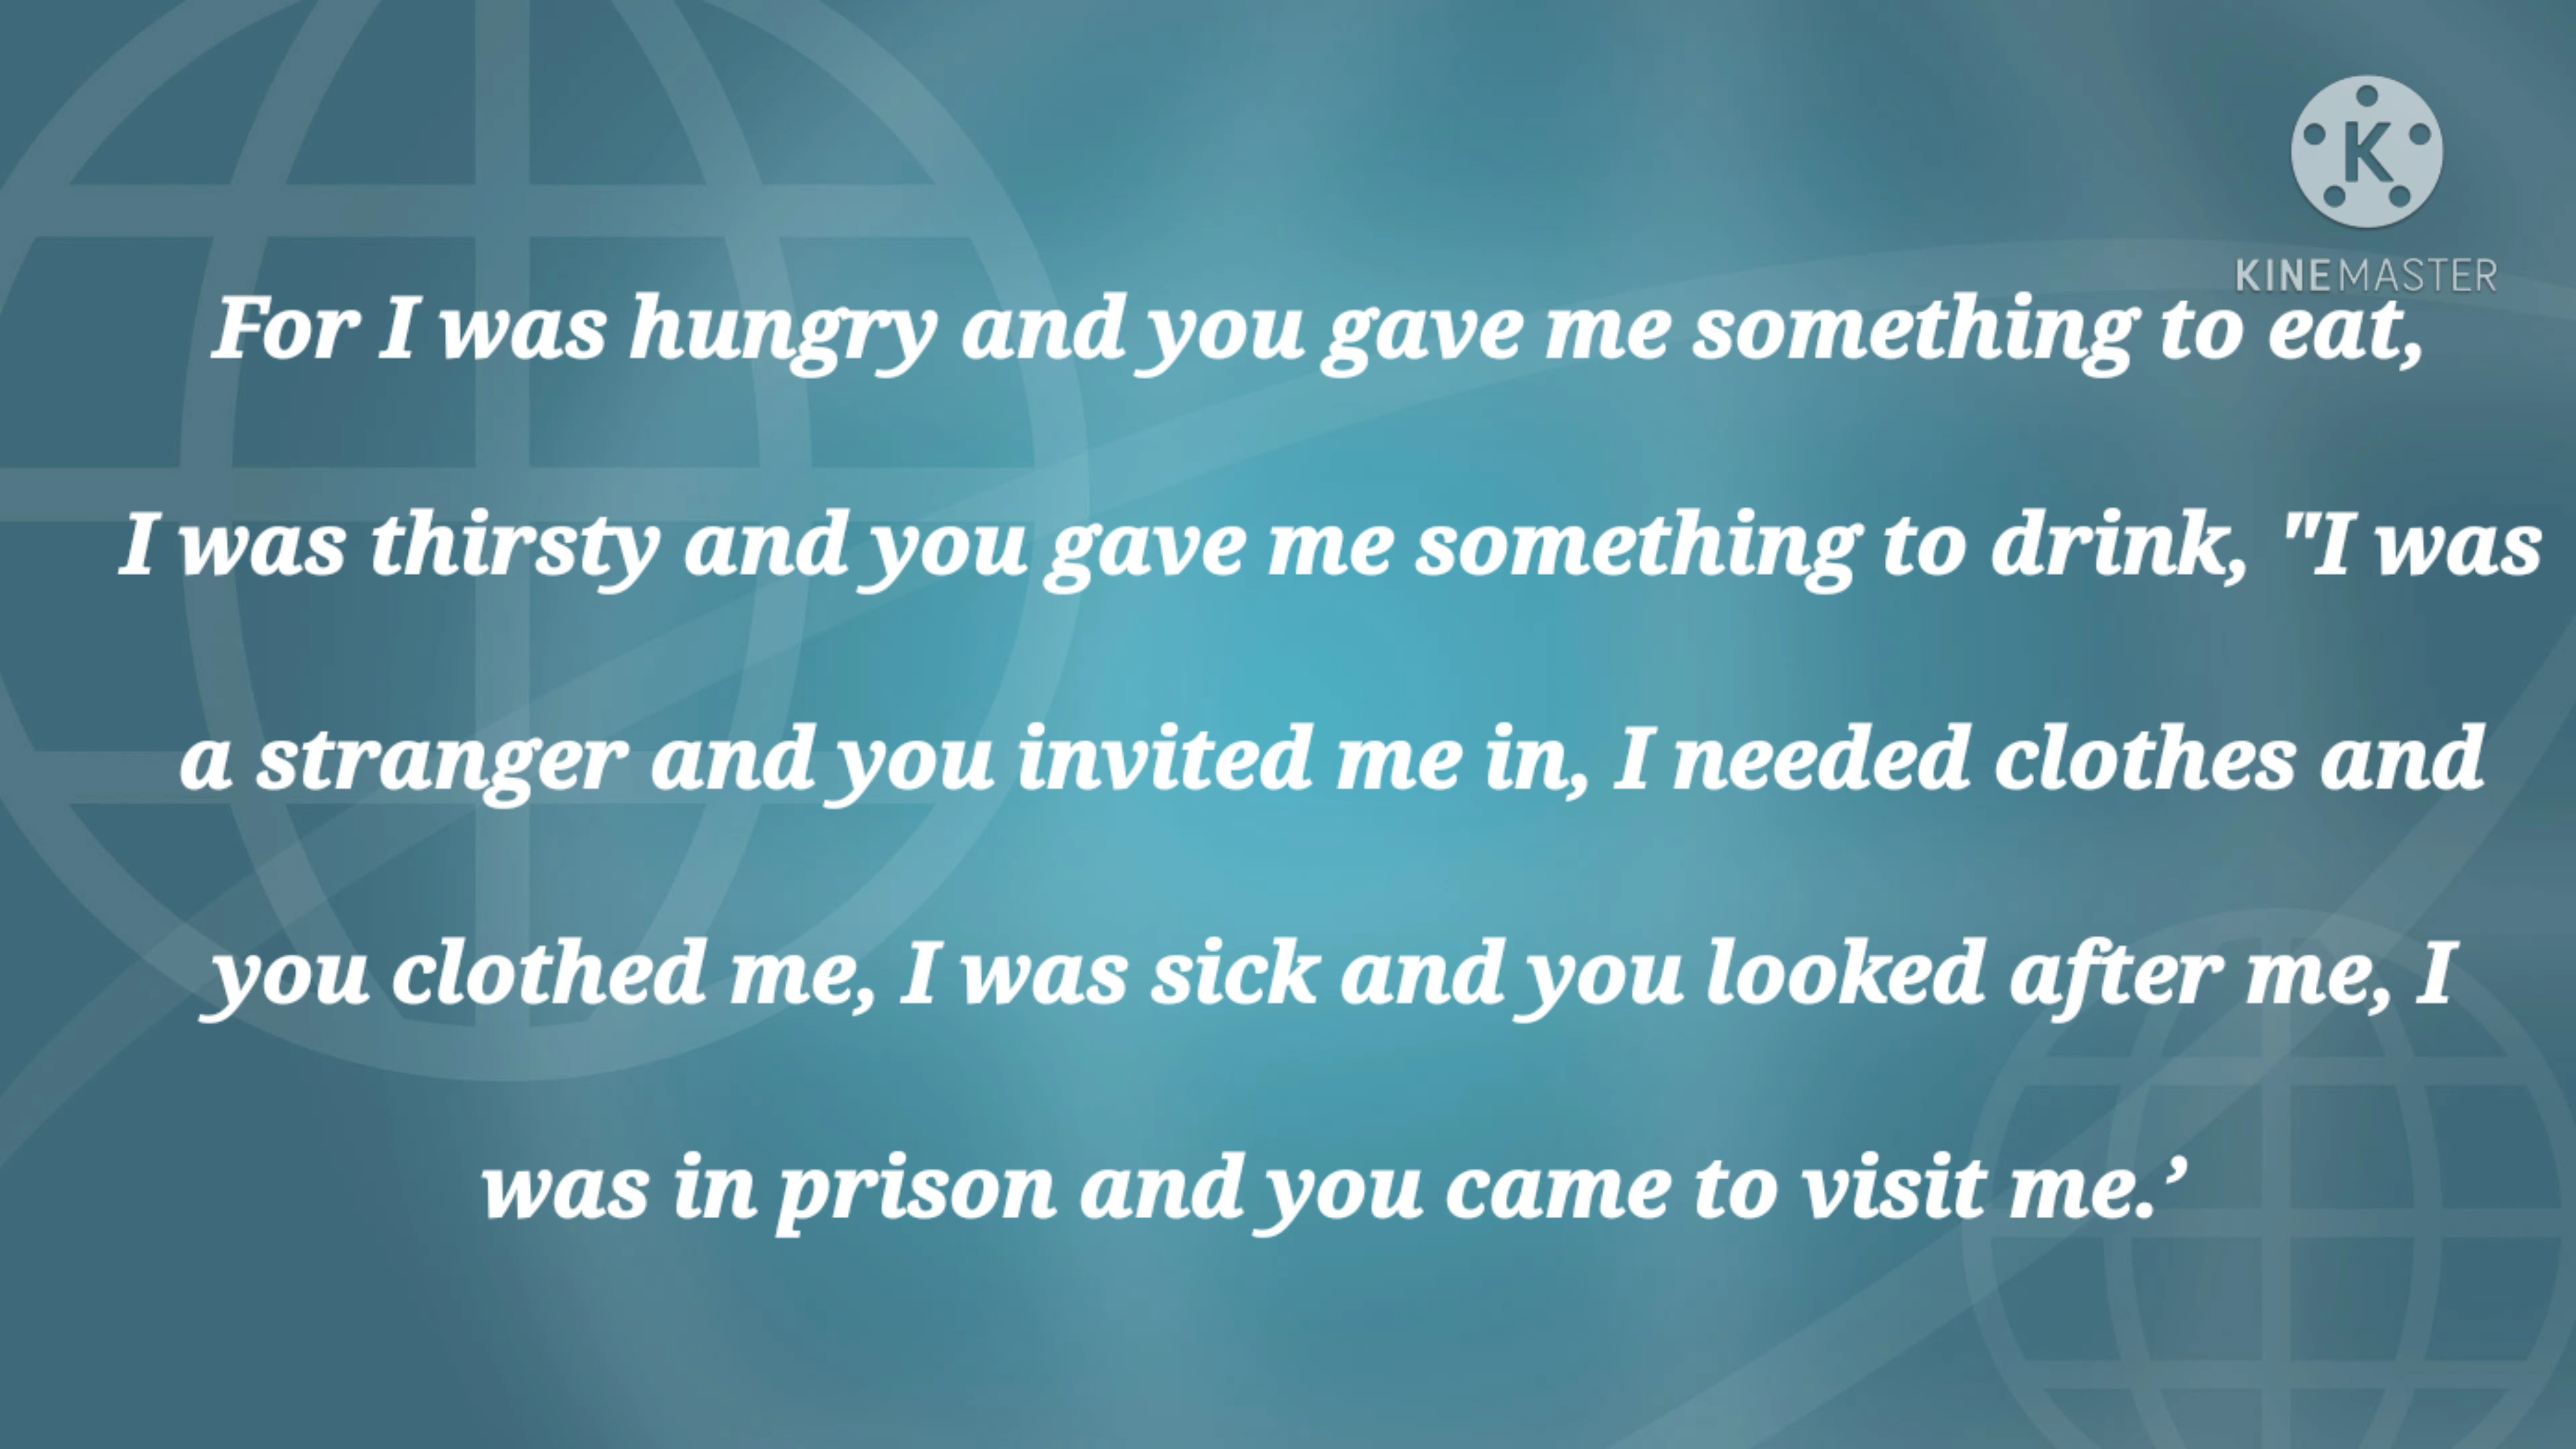 K
KINEMASTER
For I was hungry and you gave me something to eat,
I was thirsty and you gave me something to drink, "I was
a stranger and you invited me in, I needed clothes and
you clothed me, I was sick and you looked after me, I
was in prison and you came to visit me.’